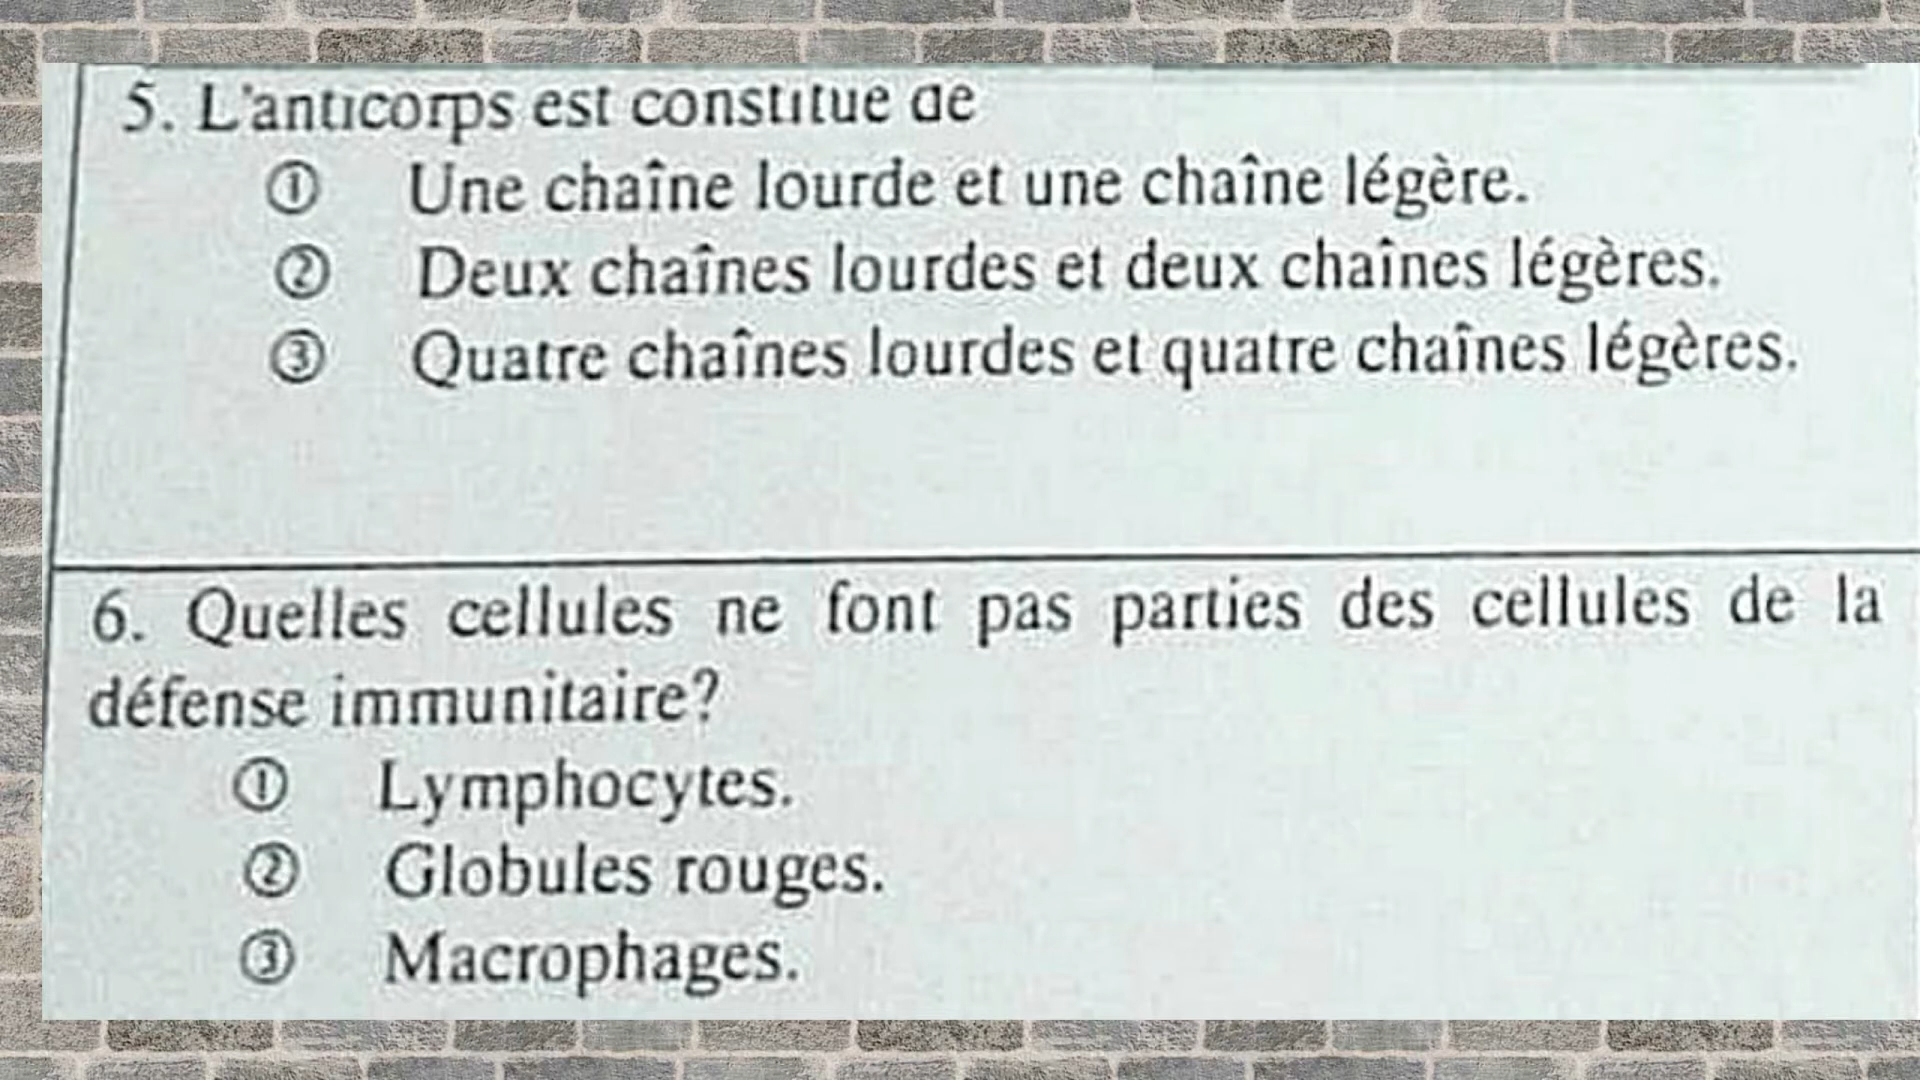 5. L'anticorps est constitué de
① Une chaîne lourde et une chaîne légère.
② Deux chaînes lourdes et deux chaînes légères.
③ Quatre chaînes lourdes et quatre chaînes légères.
6. Quelles cellules ne font pas parties des cellules de la
défense immunitaire?
① Lymphocytes.
② Globules rouges.
③ Macrophages.